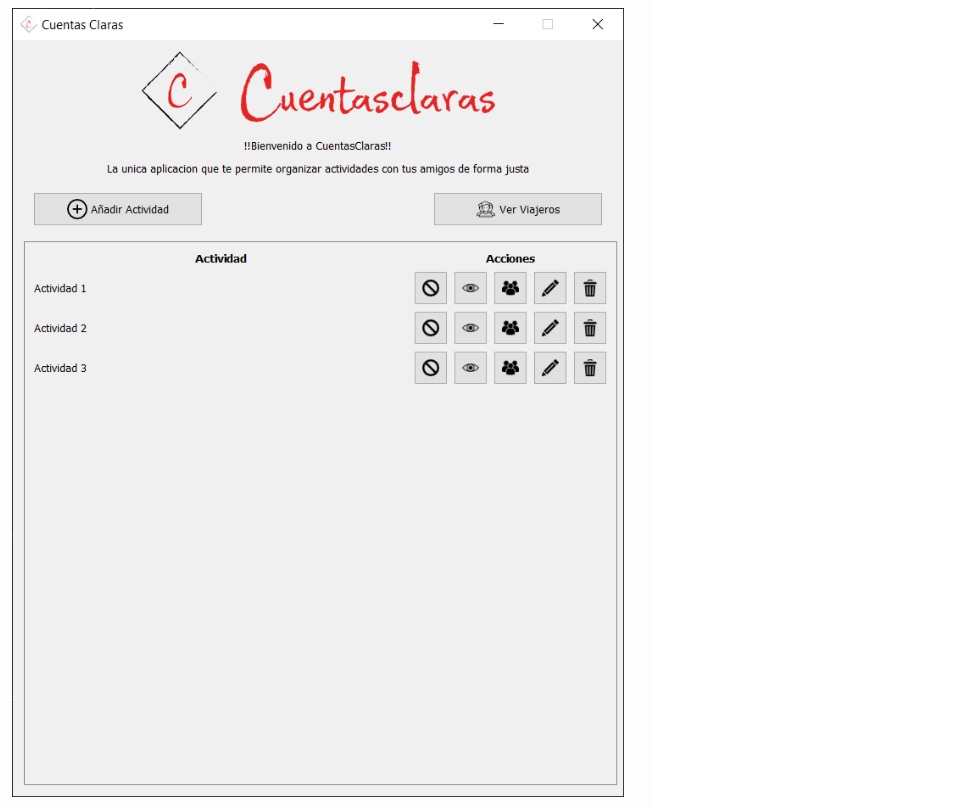 Cuentas Claras
C Cuentasclaras
!!Bienvenido a CuentasClaras!!
La unica aplicacion que te permite organizar actividades con tus amigos de forma justa
Añadir Actividad
Ver Viajeros
Actividad
Acciones
Actividad 1
Actividad 2
Actividad 3